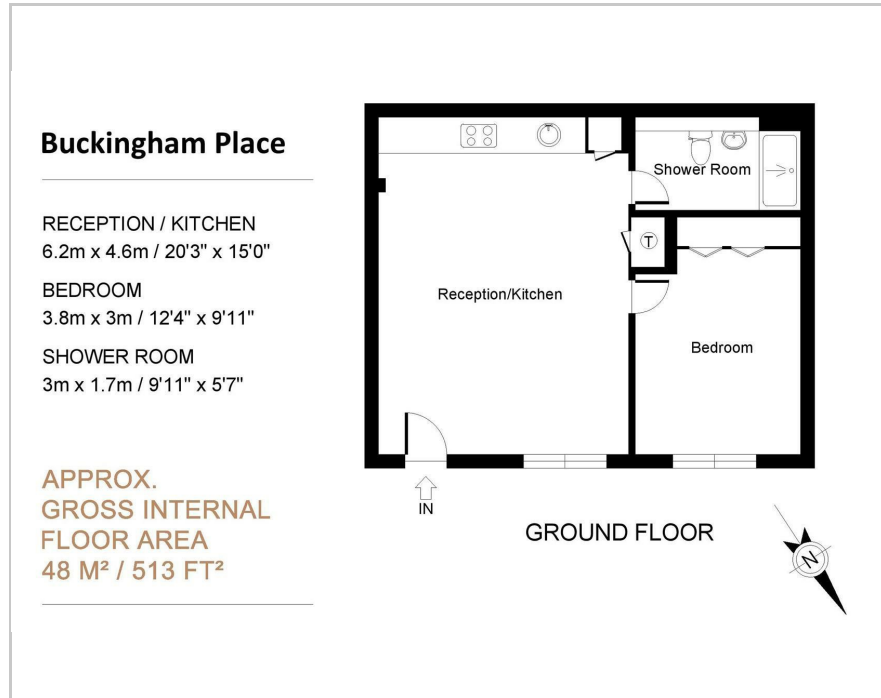 Buckingham Place
RECEPTION / KITCHEN
6.2m x 4.6m / 20'3" x 15'0"
BEDROOM
3.8m x 3m / 12'4" x 9'11"
SHOWER ROOM
3m x 1.7m / 9'11" x 5'7"
APPROX.
GROSS INTERNAL
FLOOR AREA
48 M² / 513 FT²
Shower Room
T
Reception/Kitchen
Bedroom
IN
GROUND FLOOR
N